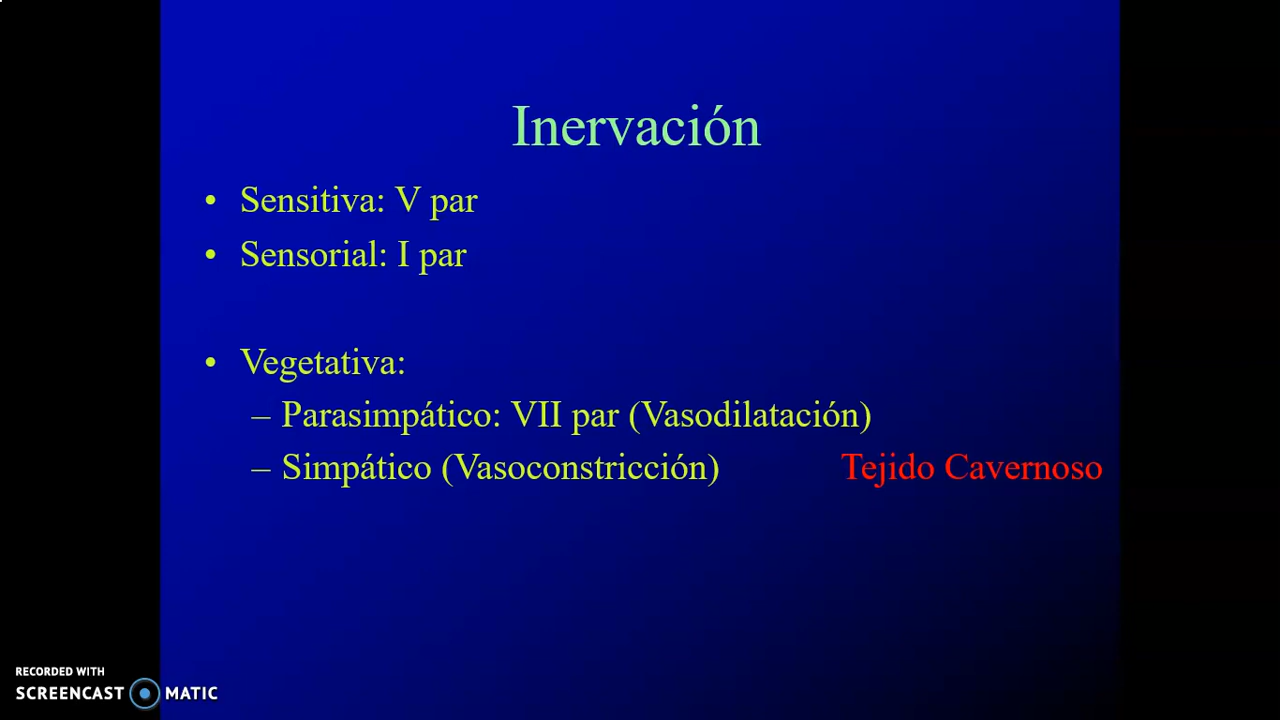 Inervación
• Sensitiva: V par
• Sensorial: I par
• Vegetativa:
– Parasimpático: VII par (Vasodilatación)
– Simpático (Vasoconstricción) Tejido Cavernoso
RECORDED WITH
SCREENCAST MATIC